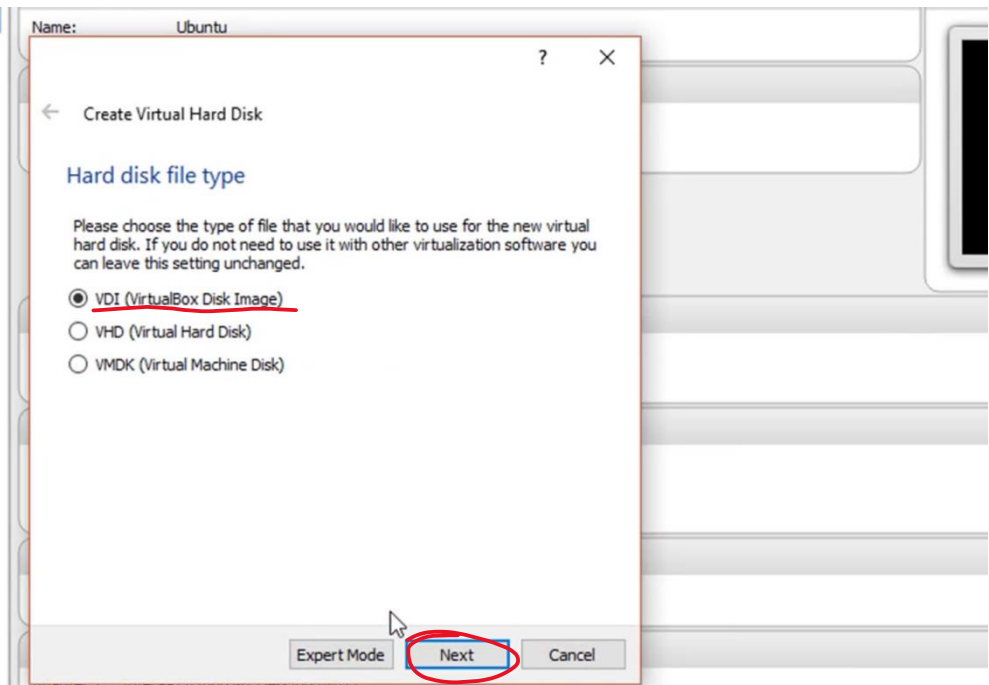 Name: Ubuntu
?
Create Virtual Hard Disk
Hard disk file type
Please choose the type of file that you would like to use for the new virtual
hard disk. If you do not need to use it with other virtualization software you
can leave this setting unchanged.
VDI (VirtualBox Disk Image)
VHD (Virtual Hard Disk)
VMDK (Virtual Machine Disk)
Expert Mode Next Cancel